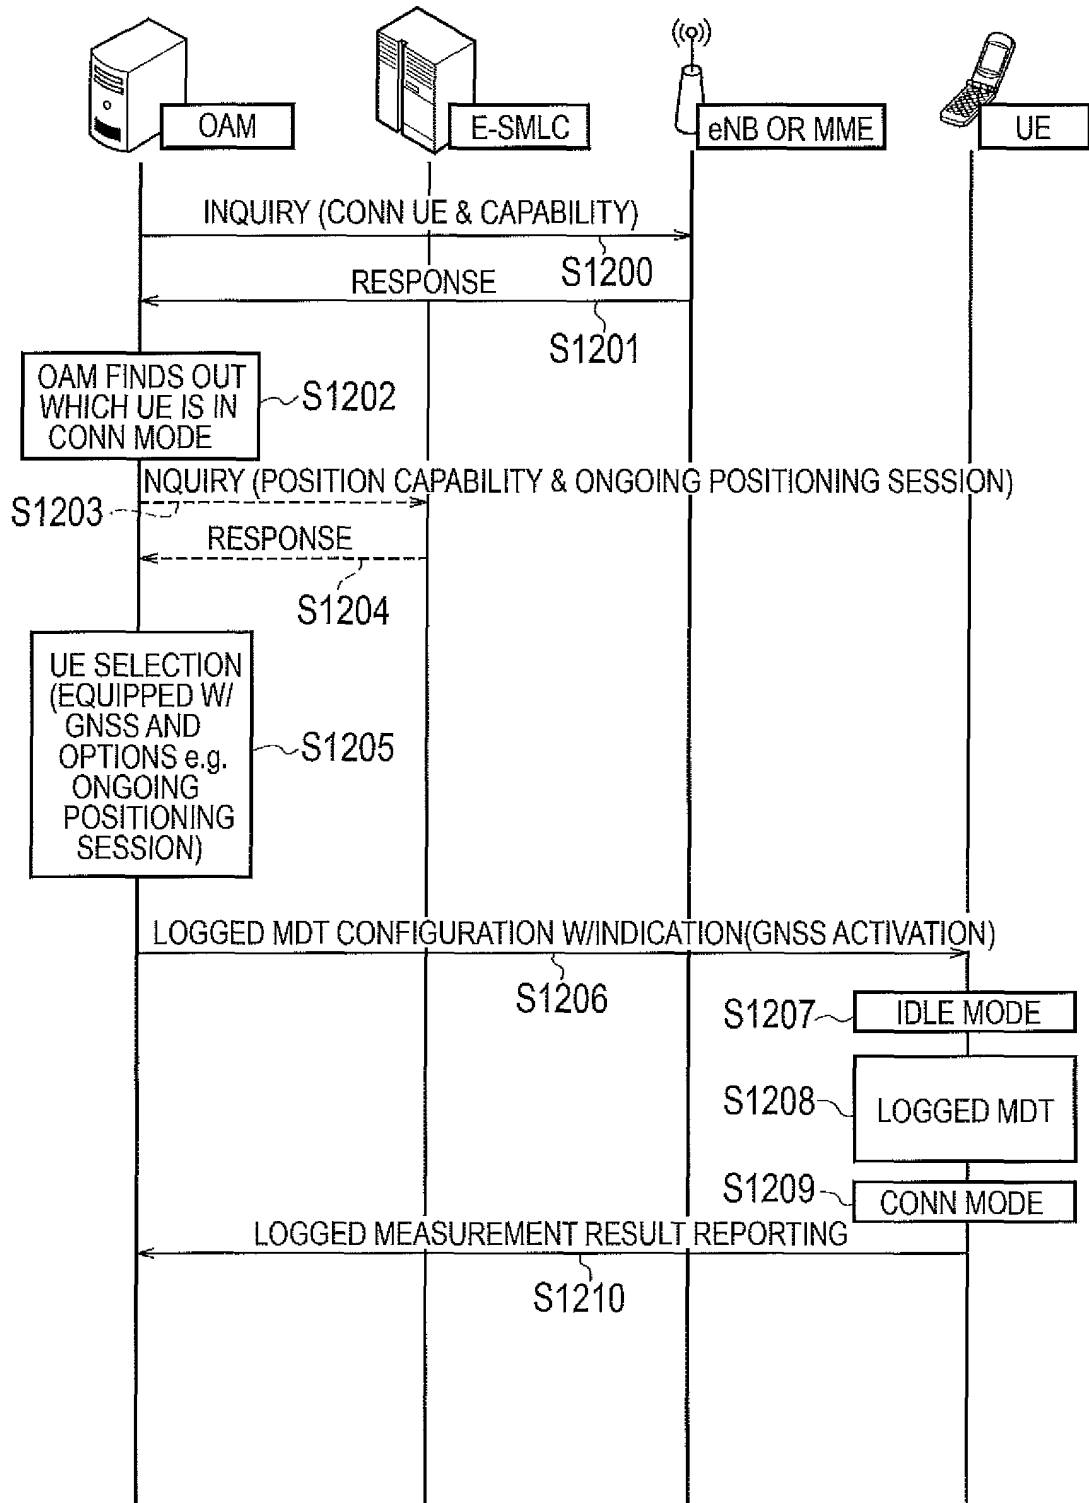 OAM
E-SMLC
eNB OR MME
UE
INQUIRY (CONN UE & CAPABILITY)
S1200
RESPONSE
S1201
OAM FINDS OUT
WHICH UE IS IN
CONN MODE
S1202
NQUIRY (POSITION CAPABILITY & ONGOING POSITIONING SESSION)
S1203
RESPONSE
S1204
UE SELECTION
(EQUIPPED W/
GNSS AND
OPTIONS e.g.
ONGOING
POSITIONING
SESSION)
S1205
LOGGED MDT CONFIGURATION W/INDICATION(GNSS ACTIVATION)
S1206
S1207
IDLE MODE
S1208
LOGGED MDT
S1209
CONN MODE
LOGGED MEASUREMENT RESULT REPORTING
S1210